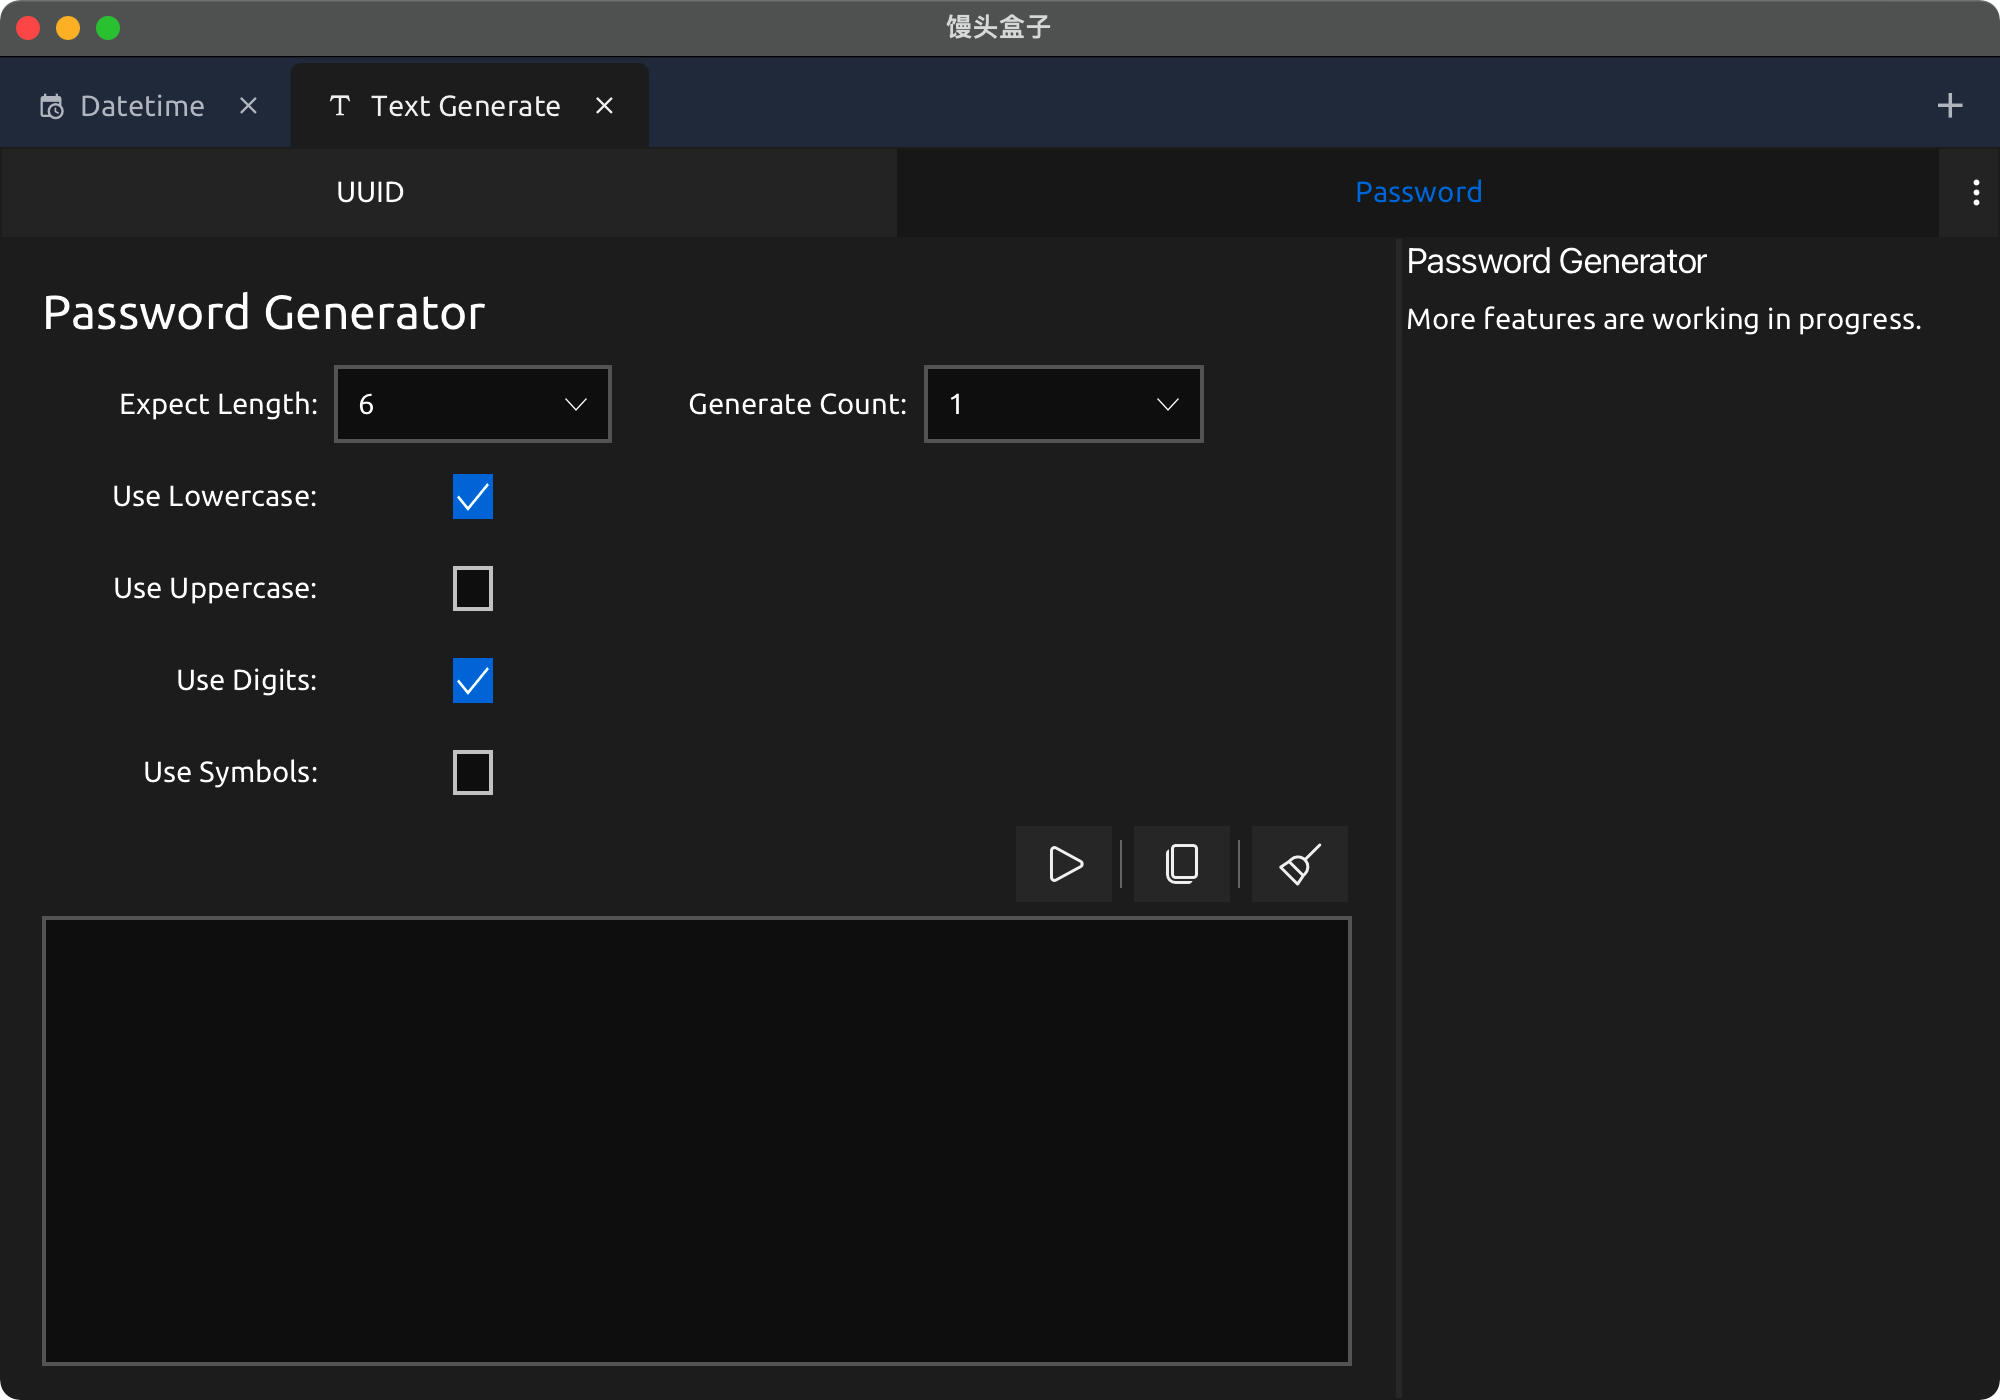 馒头盒子
Datetime
Text Generate
UUID
Password
Password Generator
Expect Length: 6
Generate Count: 1
Use Lowercase:
Use Uppercase:
Use Digits:
Use Symbols:
Password Generator
More features are working in progress.